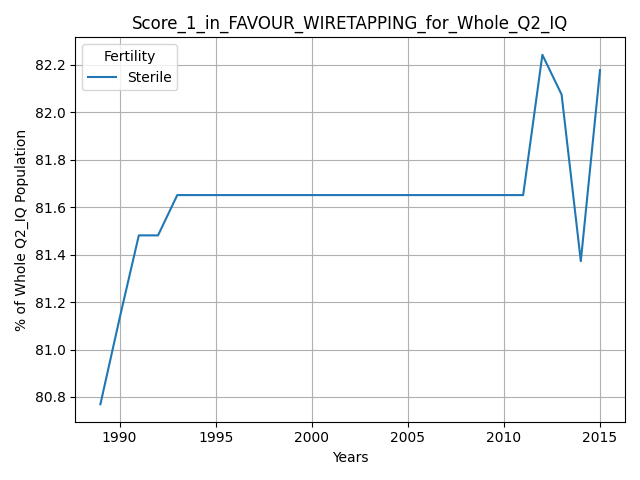 Score_1_in_FAVOUR_WIRETAPPING_for_Whole_Q2_IQ
Fertility
Sterile
% of Whole Q2_IQ Population
82.2
82.0
81.8
81.6
81.4
81.2
81.0
80.8
1990 1995 2000 2005 2010 2015
Years